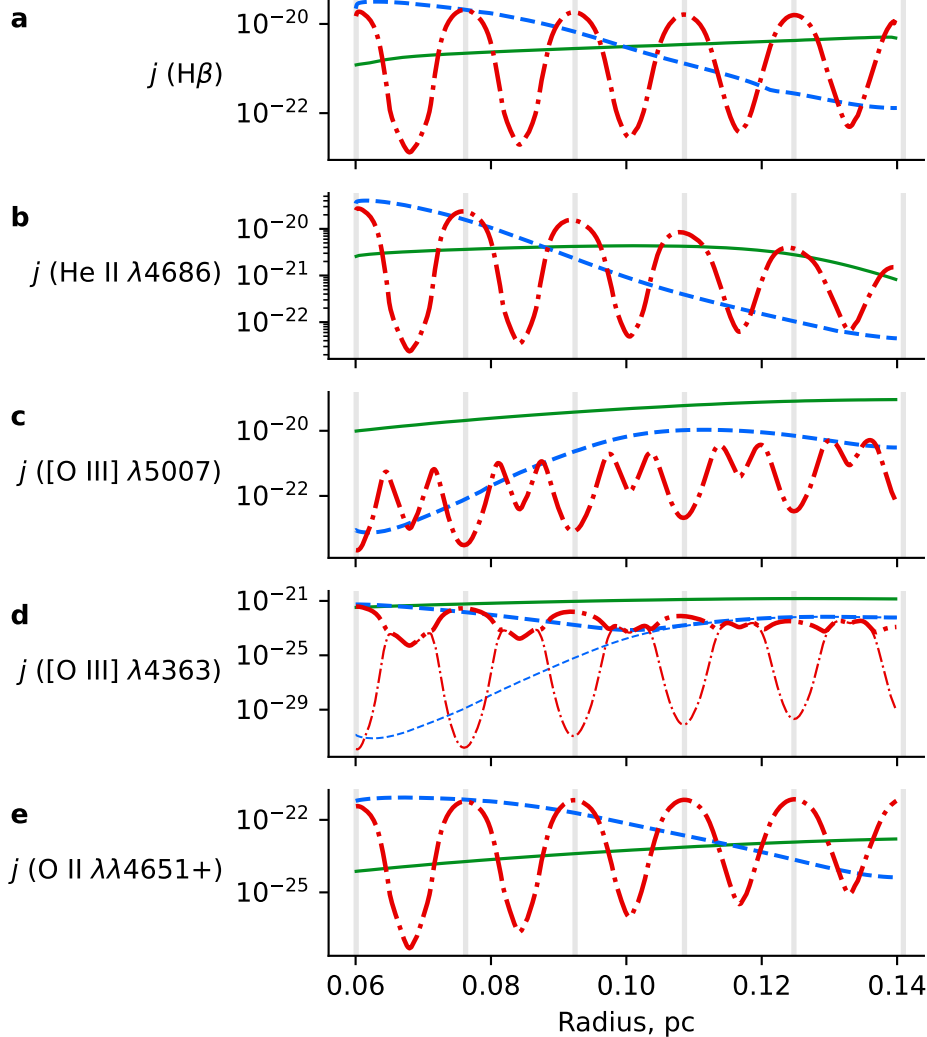 a
j (Hβ)
10⁻²⁰
10⁻²²
b
j (He II λ4686)
10⁻²⁰
10⁻²¹
10⁻²²
c
j ([O III] λ5007)
10⁻²⁰
10⁻²²
d
j ([O III] λ4363)
10⁻²¹
10⁻²⁵
10⁻²⁹
e
j (O II λλ4651+)
10⁻²²
10⁻²⁵
0.06 0.08 0.10 0.12 0.14
Radius, pc